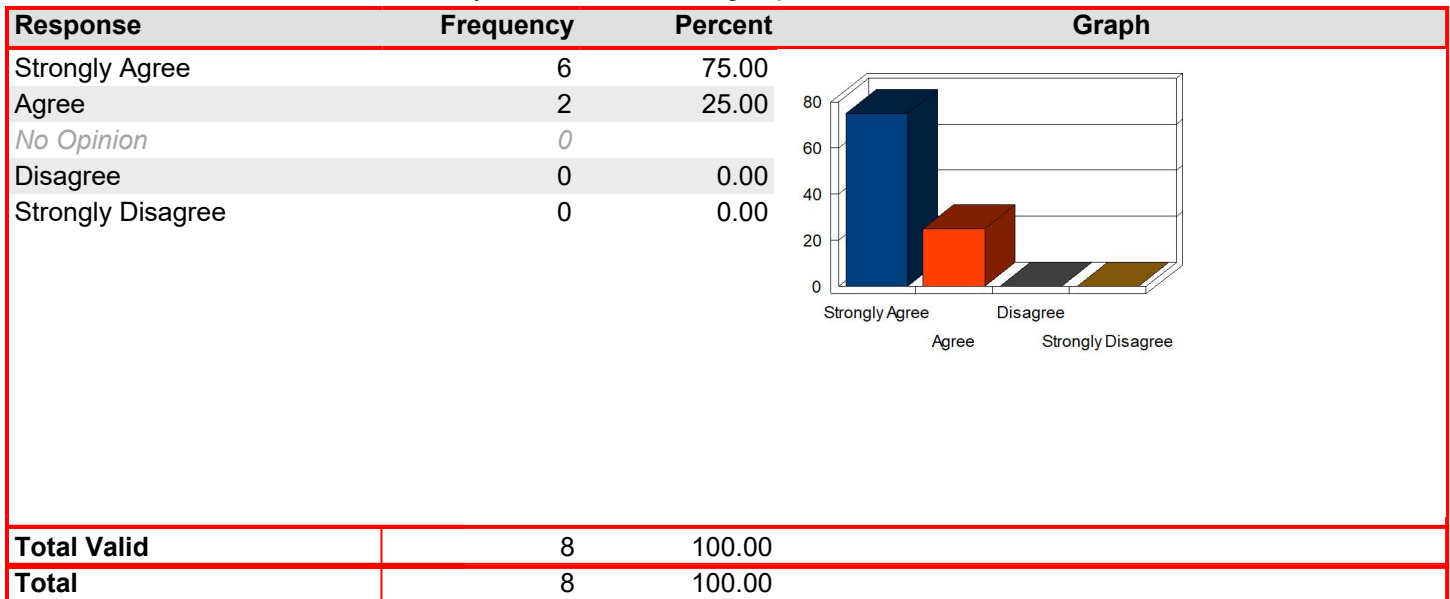 Response Frequency Percent Graph
Strongly Agree 6 75.00
Agree 2 25.00
No Opinion 0
Disagree 0 0.00
Strongly Disagree 0 0.00
80
60
40
20
0
Strongly Agree Disagree
Agree Strongly Disagree
Total Valid 8 100.00
Total 8 100.00